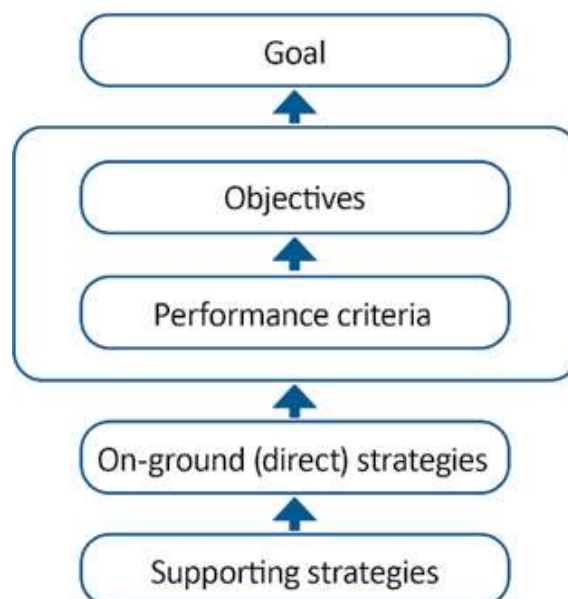 Goal
Objectives
Performance criteria
On-ground (direct) strategies
Supporting strategies